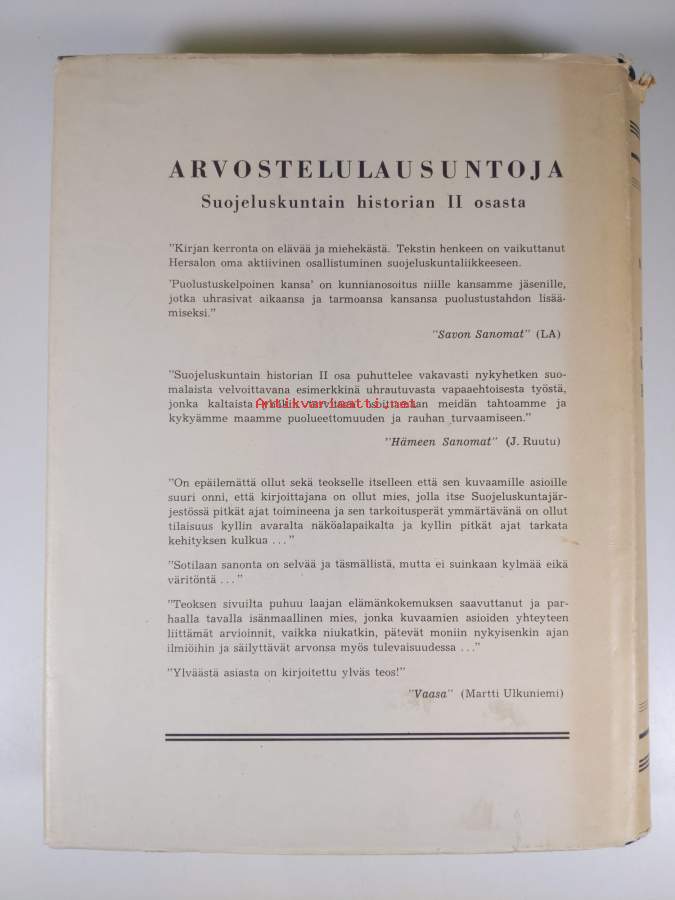 ARVOSTELULAUSUNTOJA
Suojeluskuntain historian II osasta
"Kirjan kerronta on elävää ja miehekästä. Tekstin henkeen on vaikuttanut
Hersalon oma aktiivinen osallistuminen suojeluskuntaliikkeeseen.
'Puolustuskelpoinen kansa' on kunnianosoitus niille kansamme jäsenille,
jotka uhrasivat aikaansa ja tarmoansa kansansa puolustustahdon lisää-
miseksi."
"Savon Sanomat" (LA)
"Suojeluskuntain historian II osa puhuttelee vakavasti nykyhetken suo-
malaista velvoittavana esimerkkinä uhrautuvasta vapaaehtoisesta työstä,
jonka kaltaista osoittamaan meidän tahtoamme ja
Antikvariaatti.net
kykyämme maamme puolueettomuuden ja rauhan turvaamiseen."
"Hämeen Sanomat" (J. Ruutu)
"On epäilemättä ollut sekä teokselle itselleen että sen kuvaamille asioille
suuri onni, että kirjoittajana on ollut mies, jolla itse Suojeluskuntajär-
jestössä pitkät ajat toimineena ja sen tarkoitusperät ymmärtävänä on ollut
tilaisuus kyllin avaralta näköalapaikalta ja kyllin pitkät ajat tarkata
kehityksen kulkua ..."
"Sotilaan sanonta on selvää ja täsmällistä, mutta ei suinkaan kylmää eikä
väritöntä ..."
"Teoksen sivuilta puhuu laajan elämänkokemuksen saavuttanut ja par-
haalla tavalla isänmaallinen mies, jonka kuvaamien asioiden yhteyteen
liittämät arvioinnit, vaikka niukatkin, pätevät moniin nykyisenkin ajan
ilmiöihin ja säilyttävät arvonsa myös tulevaisuudessa ..."
"Ylväästä asiasta on kirjoitettu ylväs teos!"
"Vaasa" (Martti Ulkuniemi)